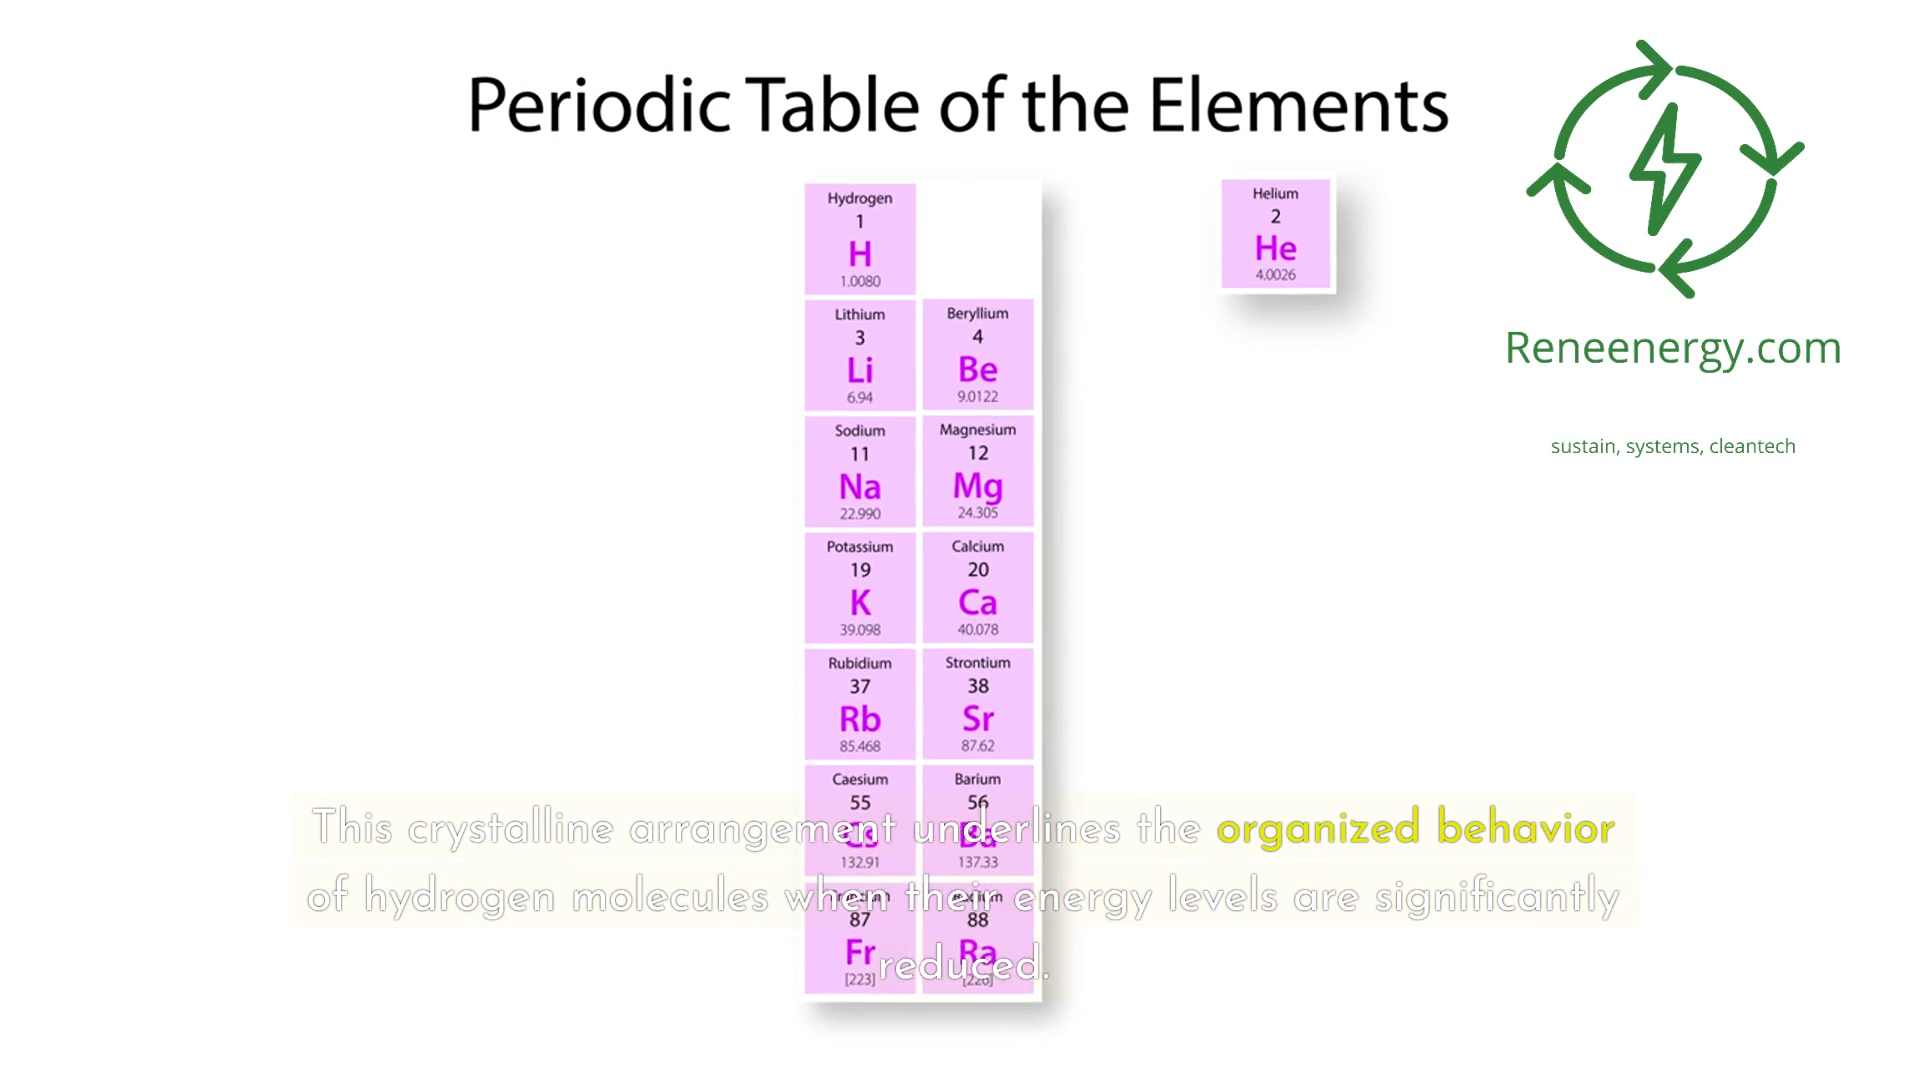 Periodic Table of the Elements
Hydrogen
1
H
1.0080
Helium
2
He
4.0026
Reneenergy.com
sustain, systems, cleantech
Lithium
3
Li
6.94
Beryllium
4
Be
9.0122
Sodium
11
Na
22.990
Magnesium
12
Mg
24.305
Potassium
19
K
39.098
Calcium
20
Ca
40.078
Rubidium
37
Rb
85.468
Strontium
38
Sr
87.62
Caesium
55
Cs
132.91
Barium
56
Ba
137.33
87
Fr
[223]
88
Ra
[226]
This crystalline arrangement underlines the organized behavior
of hydrogen molecules when their energy levels are significantly
reduced.